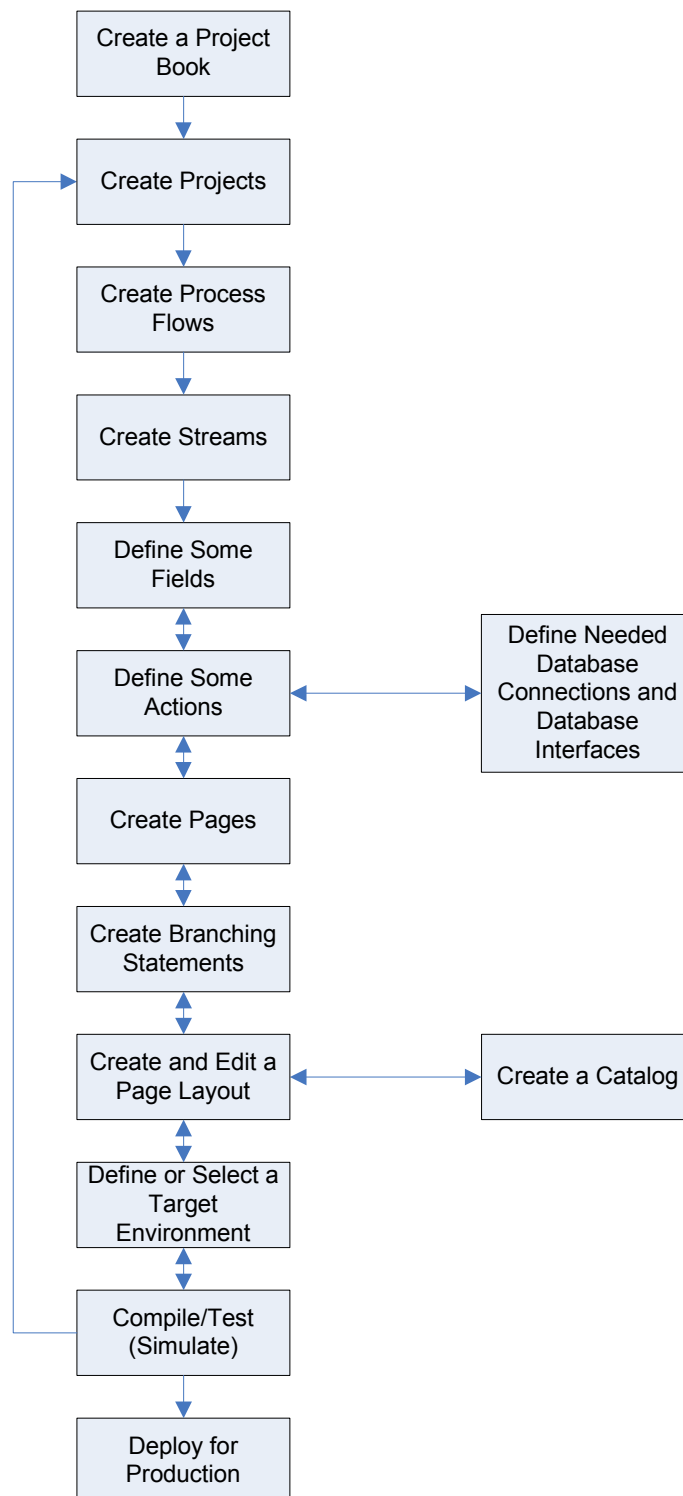 Create a Project
Book
Create Projects
Create Process
Flows
Create Streams
Define Some
Fields
Define Some
Actions
Define Needed
Database
Connections and
Database
Interfaces
Create Pages
Create Branching
Statements
Create and Edit a
Page Layout
Create a Catalog
Define or Select a
Target
Environment
Compile/Test
(Simulate)
Deploy for
Production